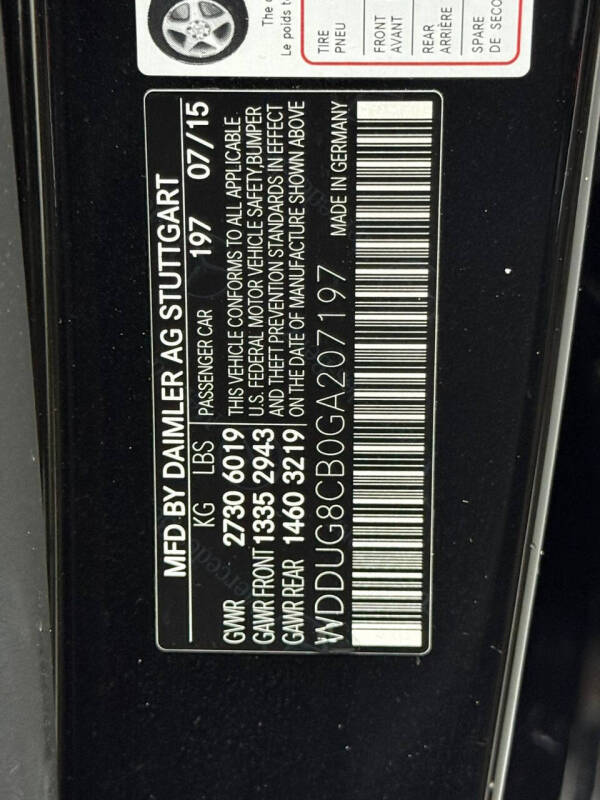 The
Le poids t
TIRE
PNEU
FRONT
AVANT
REAR
ARRIÈRE
SPARE
DE SECO
MFD BY DAIMLER AG STUTTGART
KG LBS PASSENGER CAR 197 07/15
GVWR 2730 6019 THIS VEHICLE CONFORMS TO ALL APPLICABLE
GAWR FRONT 1335 2943 U.S. FEDERAL MOTOR VEHICLE SAFETY,BUMPER
GAWR REAR 1460 3219 AND THEFT PREVENTION STANDARDS IN EFFECT
ON THE DATE OF MANUFACTURE SHOWN ABOVE
WDDUG8CB0GA207197 MADE IN GERMANY